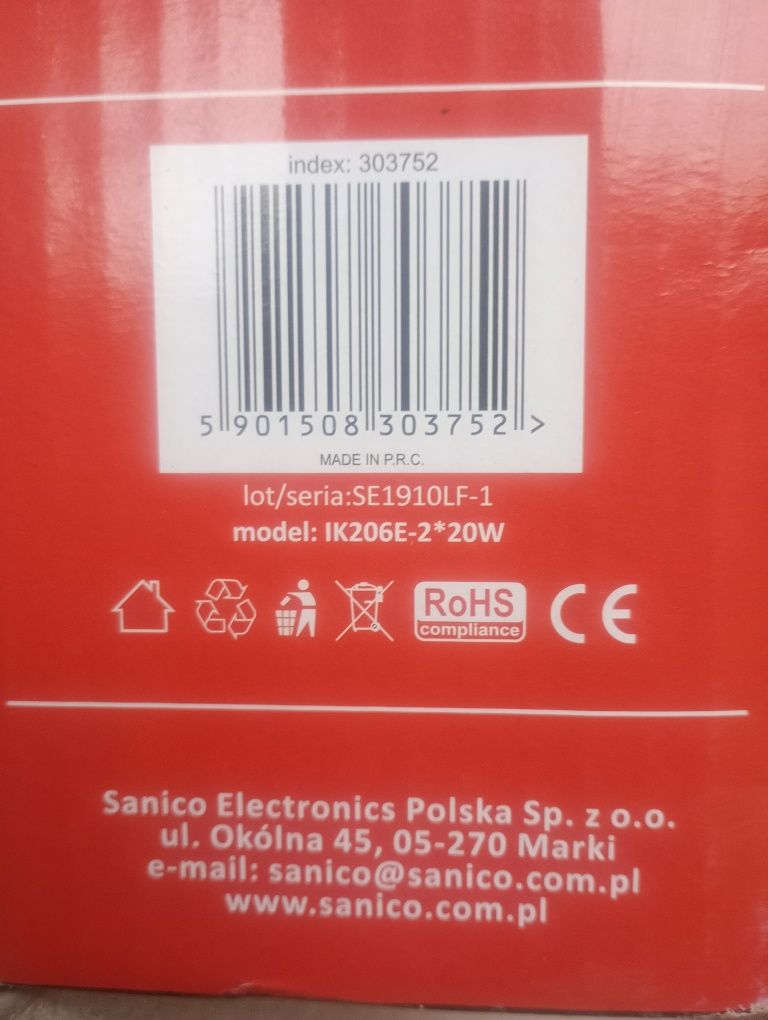 index: 303752
5 901508 303752 >
MADE IN P.R.C.
lot/seria:SE1910LF-1
model: IK206E-2*20W
RoHS
compliance
CE
Sanico Electronics Polska Sp. z o.o.
ul. Okólna 45, 05-270 Marki
e-mail: sanico@sanico.com.pl
www.sanico.com.pl